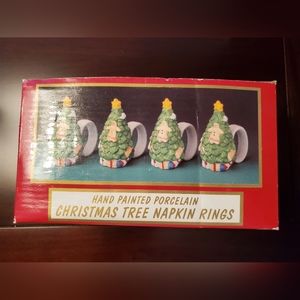 HAND PAINTED PORCELAIN
CHRISTMAS TREE NAPKIN RINGS